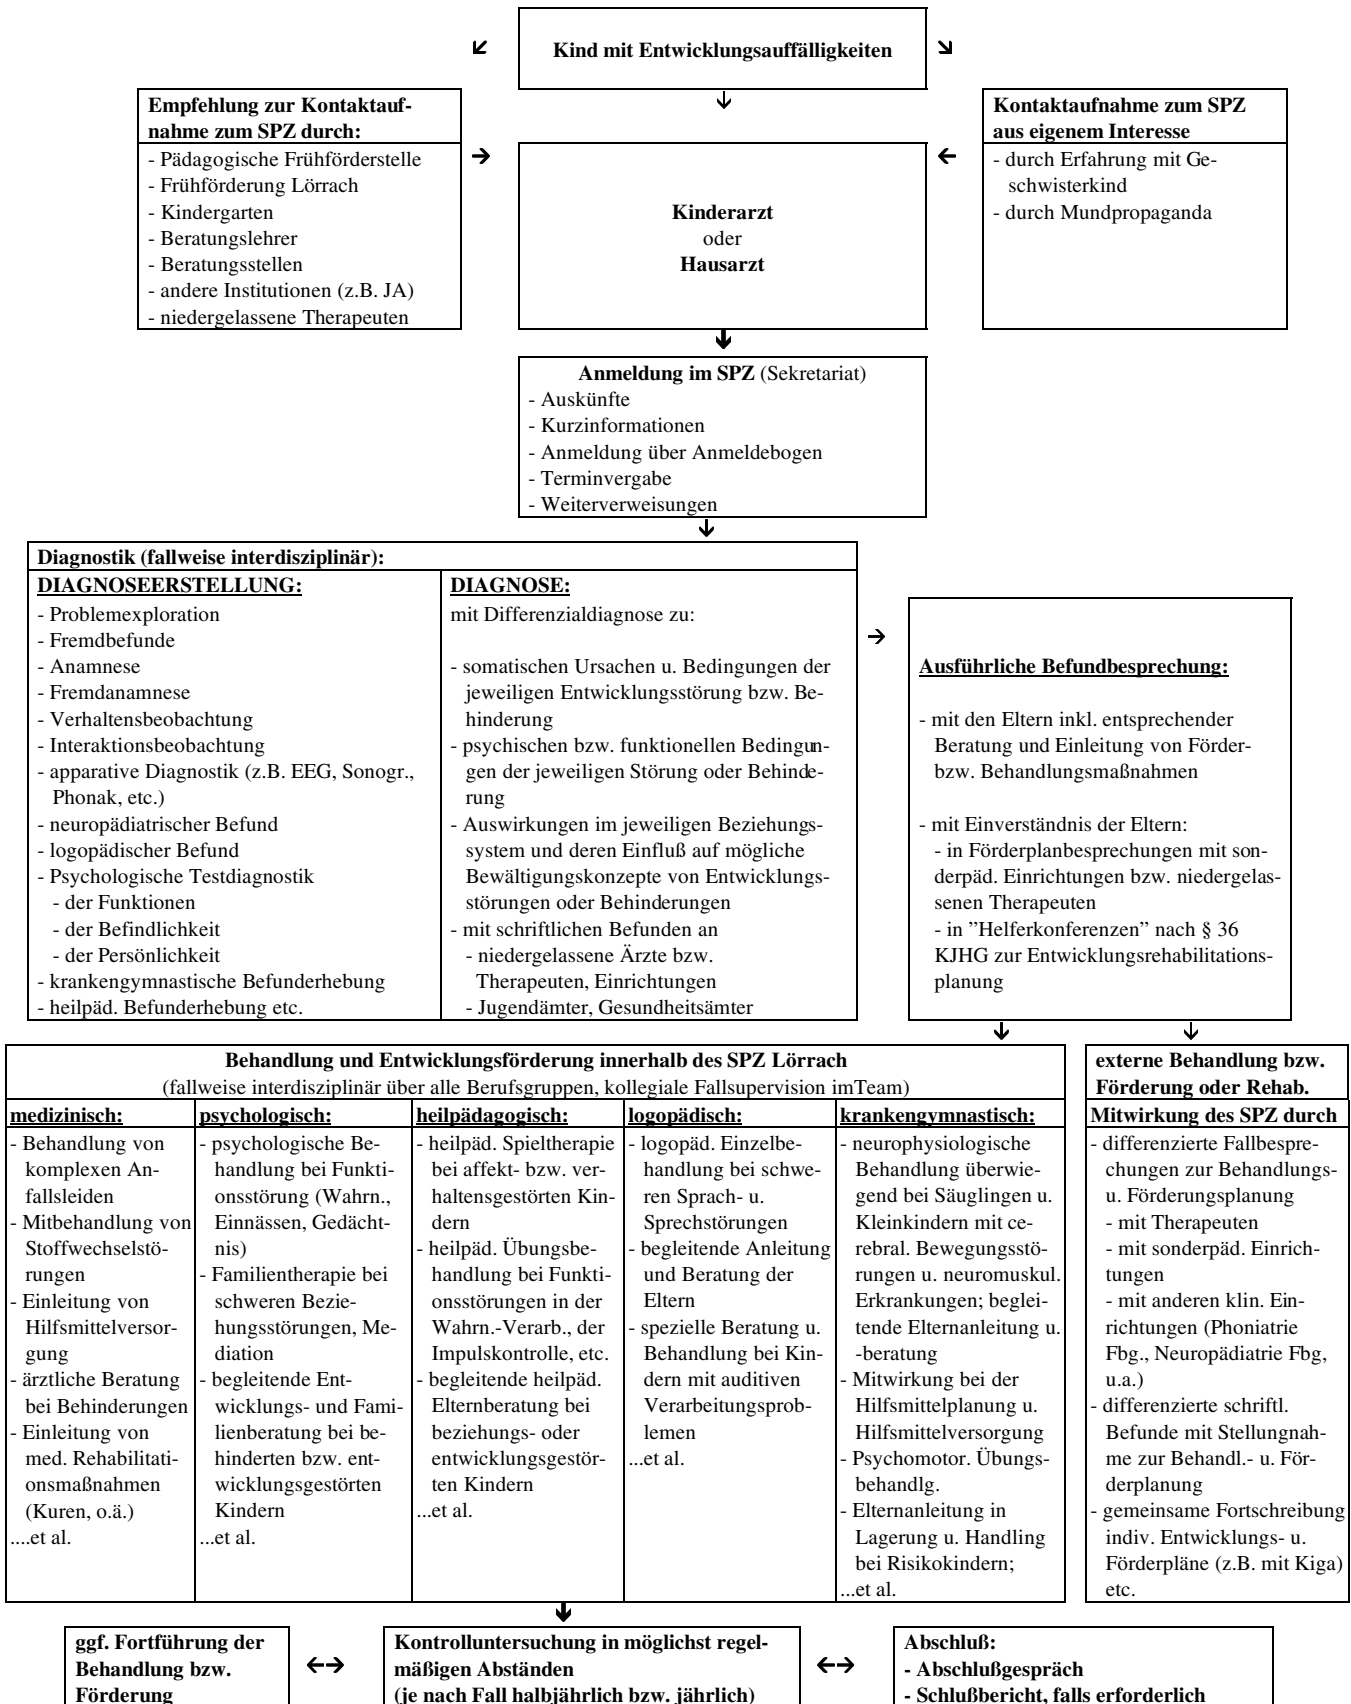 Kind mit Entwicklungsauffälligkeiten
Empfehlung zur Kontaktauf-
nahme zum SPZ durch:
- Pädagogische Frühförderstelle
- Frühförderung Lörrach
- Kindergarten
- Beratungslehrer
- Beratungsstellen
- andere Institutionen (z.B. JA)
- niedergelassene Therapeuten
Kinderarzt
oder
Hausarzt
Kontaktaufnahme zum SPZ
aus eigenem Interesse
- durch Erfahrung mit Ge-
schwisterkind
- durch Mundpropaganda
Anmeldung im SPZ (Sekretariat)
- Auskünfte
- Kurzinformationen
- Anmeldung über Anmeldebogen
- Terminvergabe
- Weiterverweisungen
Diagnostik (fallweise interdisziplinär):
DIAGNOSEERSTELLUNG:
- Problemexploration
- Fremdbefunde
- Anamnese
- Fremdanamnese
- Verhaltensbeobachtung
- Interaktionsbeobachtung
- apparative Diagnostik (z.B. EEG, Sonogr.,
Phonak, etc.)
- neuropädiatrischer Befund
- logopädischer Befund
- Psychologische Testdiagnostik
- der Funktionen
- der Befindlichkeit
- der Persönlichkeit
- krankengymnastische Befunderhebung
- heilpäd. Befunderhebung etc.
DIAGNOSE:
mit Differenzialdiagnose zu:
- somatischen Ursachen u. Bedingungen der
jeweiligen Entwicklungsstörung bzw. Be-
hinderung
- psychischen bzw. funktionellen Bedingun-
gen der jeweiligen Störung oder Behinde-
rung
- Auswirkungen im jeweiligen Beziehungs-
system und deren Einfluß auf mögliche
Bewältigungskonzepte von Entwicklungs-
störungen oder Behinderungen
- mit schriftlichen Befunden an
- niedergelassene Ärzte bzw.
Therapeuten, Einrichtungen
- Jugendämter, Gesundheitsämter
Ausführliche Befundbesprechung:
- mit den Eltern inkl. entsprechender
Beratung und Einleitung von Förder-
bzw. Behandlungsmaßnahmen
- mit Einverständnis der Eltern:
- in Förderplanbesprechungen mit son-
derpäd. Einrichtungen bzw. niedergelas-
senen Therapeuten
- in ”Helferkonferenzen” nach § 36
KJHG zur Entwicklungsrehabilitations-
planung
Behandlung und Entwicklungsförderung innerhalb des SPZ Lörrach
(fallweise interdisziplinär über alle Berufsgruppen, kollegiale Fallsupervision imTeam)
medizinisch:
- Behandlung von
komplexen An-
fallsleiden
- Mitbehandlung von
Stoffwechselstö-
rungen
- Einleitung von
Hilfsmittelversor-
gung
- ärztliche Beratung
bei Behinderungen
- Einleitung von
med. Rehabilitati-
onsmaßnahmen
(Kuren, o.ä.)
....et al.
psychologisch:
- psychologische Be-
handlung bei Funkti-
onsstörung (Wahrn.,
Einnässen, Gedächt-
nis)
- Familientherapie bei
schweren Bezie-
hungsstörungen, Me-
diation
- begleitende Ent-
wicklungs- und Fami-
lienberatung bei be-
hinderten bzw. ent-
wicklungsgestörten
Kindern
...et al.
heilpädagogisch:
- heilpäd. Spieltherapie
bei affekt- bzw. ver-
haltensgestörten Kin-
dern
- heilpäd. Übungsbe-
handlung bei Funkti-
onsstörungen in der
Wahrn.-Verarb., der
Impulskontrolle, etc.
- begleitende heilpäd.
Elternberatung bei
beziehungs- oder
entwicklungsgestör-
ten Kindern
...et al.
logopädisch:
- logopäd. Einzelbe-
handlung bei schwe-
ren Sprach- u.
Sprechstörungen
- begleitende Anleitung
und Beratung der
Eltern
- spezielle Beratung u.
Behandlung bei Kin-
dern mit auditiven
Verarbeitungsprob-
lemen
...et al.
krankengymnastisch:
- neurophysiologische
Behandlung überwie-
gend bei Säuglingen u.
Kleinkindern mit ce-
rebral. Bewegungsstö-
rungen u. neuromuskul.
Erkrankungen; beglei-
tende Elternanleitung u.
-beratung
- Mitwirkung bei der
Hilfsmittelplanung u.
Hilfsmittelversorgung
- Psychomotor. Übungs-
behandlg.
- Elternanleitung in
Lagerung u. Handling
bei Risikokindern;
...et al.
externe Behandlung bzw.
Förderung oder Rehab.
Mitwirkung des SPZ durch
- differenzierte Fallbespre-
chungen zur Behandlungs-
u. Förderungsplanung
- mit Therapeuten
- mit sonderpäd. Einrich-
tungen
- mit anderen klin. Ein-
richtungen (Phoniatrie
Fbg., Neuropädiatrie Fbg,
u.a.)
- differenzierte schriftl.
Befunde mit Stellungnah-
me zur Behandl.- u. För-
derplanung
- gemeinsame Fortschreibung
indiv. Entwicklungs- u.
Förderpläne (z.B. mit Kiga)
etc.
ggf. Fortführung der
Behandlung bzw.
Förderung
Kontrolluntersuchung in möglichst regel-
mäßigen Abständen
(je nach Fall halbjährlich bzw. jährlich)
Abschluß:
- Abschlußgespräch
- Schlußbericht, falls erforderlich